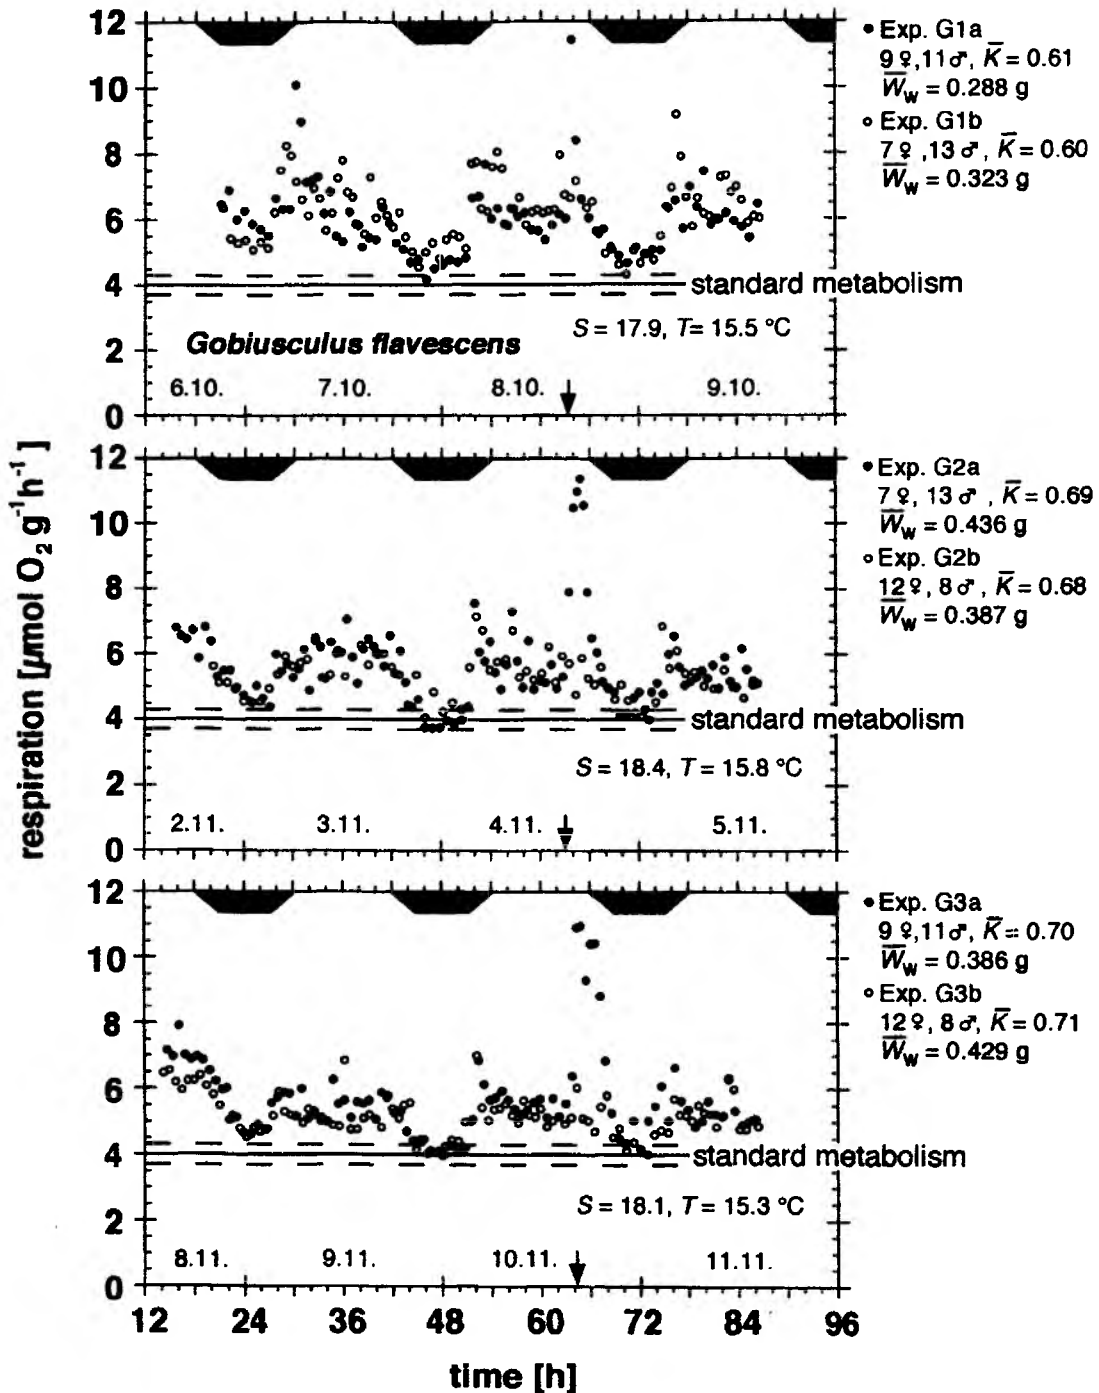 respiration [µmol O₂ g⁻¹h⁻¹]
12
10
8
6
4
2
0
standard metabolism
S = 17.9, T = 15.5 °C
Gobiusculus flavescens
6.10. 7.10. 8.10. 9.10.
• Exp. G1a
9♀,11♂, K̅ = 0.61
W̅w = 0.288 g
○ Exp. G1b
7♀,13♂, K̅ = 0.60
W̅w = 0.323 g
12
10
8
6
4
2
0
standard metabolism
S = 18.4, T = 15.8 °C
2.11. 3.11. 4.11. 5.11.
• Exp. G2a
7♀, 13♂, K̅ = 0.69
W̅w = 0.436 g
○ Exp. G2b
12♀, 8♂, K̅ = 0.68
W̅w = 0.387 g
12
10
8
6
4
2
0
standard metabolism
S = 18.1, T = 15.3 °C
8.11. 9.11. 10.11. 11.11.
• Exp. G3a
9♀,11♂, K̅ = 0.70
W̅w = 0.386 g
○ Exp. G3b
12♀, 8♂, K̅ = 0.71
W̅w = 0.429 g
12 24 36 48 60 72 84 96
time [h]